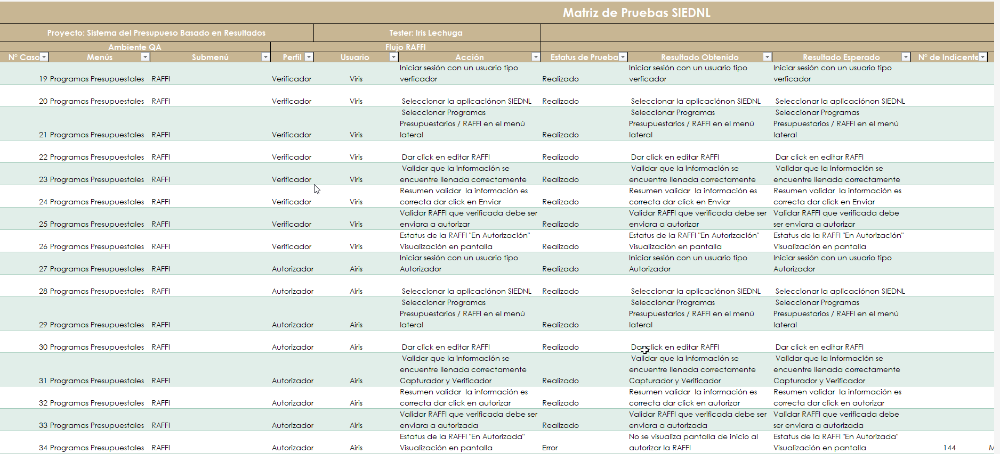 Matriz de Pruebas SIEDNL
Proyecto: Sistema del Presupueso Basado en Resultados Tester: Iris Lechuga
Ambiente QA Flujo RAFFI
N° Caso Menús Submenú Perfil Usuario Acción Estatus de Prueba Resultado Obtenido Resultado Esperado N° de Indicente
Iniciar sesión con un usuario tipo Iniciar sesión con un usuario tipo Iniciar sesión con un usuario tipo
19 Programas Presupuestales RAFFI Verificador Viris verficador Realizado verficador verficador
20 Programas Presupuestales RAFFI Verificador Viris Seleccionar la aplicaciónon SIEDNL Realizado Seleccionar la aplicaciónon SIEDNL Seleccionar la aplicaciónon SIEDNL
Seleccionar Programas Seleccionar Programas Seleccionar Programas
Presupuestarios / RAFFI en el menú Presupuestarios / RAFFI en el menú Presupuestarios / RAFFI en el menú
21 Programas Presupuestales RAFFI Verificador Viris lateral Realizado lateral lateral
22 Programas Presupuestales RAFFI Verificador Viris Dar click en editar RAFFI Realizado Dar click en editar RAFFI Dar click en editar RAFFI
Validar que la información se Validar que la información se Validar que la información se
23 Programas Presupuestales RAFFI Verificador Viris encuentre llenada correctamente Realizado encuentre llenada correctamente encuentre llenada correctamente
Resumen validar la información es Resumen validar la información es Resumen validar la información es
24 Programas Presupuestales RAFFI Verificador Viris correcta dar click en Enviar Realizado correcta dar click en Enviar correcta dar click en Enviar
Validar RAFFI que verificada debe ser Validar RAFFI que verificada debe ser Validar RAFFI que verificada debe
25 Programas Presupuestales RAFFI Verificador Viris enviara a autorizar Realizado enviara a autorizar ser enviara a autorizar
Estatus de la RAFFI "En Autorización" Estatus de la RAFFI "En Autorización" Estatus de la RAFFI "En Autorización"
26 Programas Presupuestales RAFFI Verificador Viris Visualización en pantalla Realizado Visualización en pantalla Visualización en pantalla
Iniciar sesión con un usuario tipo Iniciar sesión con un usuario tipo Iniciar sesión con un usuario tipo
27 Programas Presupuestales RAFFI Autorizador Airis Autorizador Realizado Autorizador Autorizador
28 Programas Presupuestales RAFFI Autorizador Airis Seleccionar la aplicaciónon SIEDNL Realizado Seleccionar la aplicaciónon SIEDNL Seleccionar la aplicaciónon SIEDNL
Seleccionar Programas Seleccionar Programas Seleccionar Programas
Presupuestarios / RAFFI en el menú Presupuestarios / RAFFI en el menú Presupuestarios / RAFFI en el menú
29 Programas Presupuestales RAFFI Autorizador Airis lateral Realizado lateral lateral
30 Programas Presupuestales RAFFI Autorizador Airis Dar click en editar RAFFI Realizado Dar click en editar RAFFI Dar click en editar RAFFI
Validar que la información se Validar que la información se Validar que la información se
encuentre llenada correctamente encuentre llenada correctamente encuentre llenada correctamente
31 Programas Presupuestales RAFFI Autorizador Airis Capturador y Verificador Realizado Capturador y Verificador Capturador y Verificador
Resumen validar la información es Resumen validar la información es Resumen validar la información es
32 Programas Presupuestales RAFFI Autorizador Airis correcta dar click en autorizar Realizado correcta dar click en autorizar correcta dar click en autorizar
Validar RAFFI que verificada debe ser Validar RAFFI que verificada debe ser Validar RAFFI que verificada debe
33 Programas Presupuestales RAFFI Autorizador Airis enviara a autorizada Realizado enviara a autorizada ser enviara a autorizada
Estatus de la RAFFI "En Autorizada" No se visualiza pantalla de inicio al Estatus de la RAFFI "En Autorizada"
34 Programas Presupuestales RAFFI Autorizador Airis Visualización en pantalla Error autorizar la RAFFI Visualización en pantalla 144